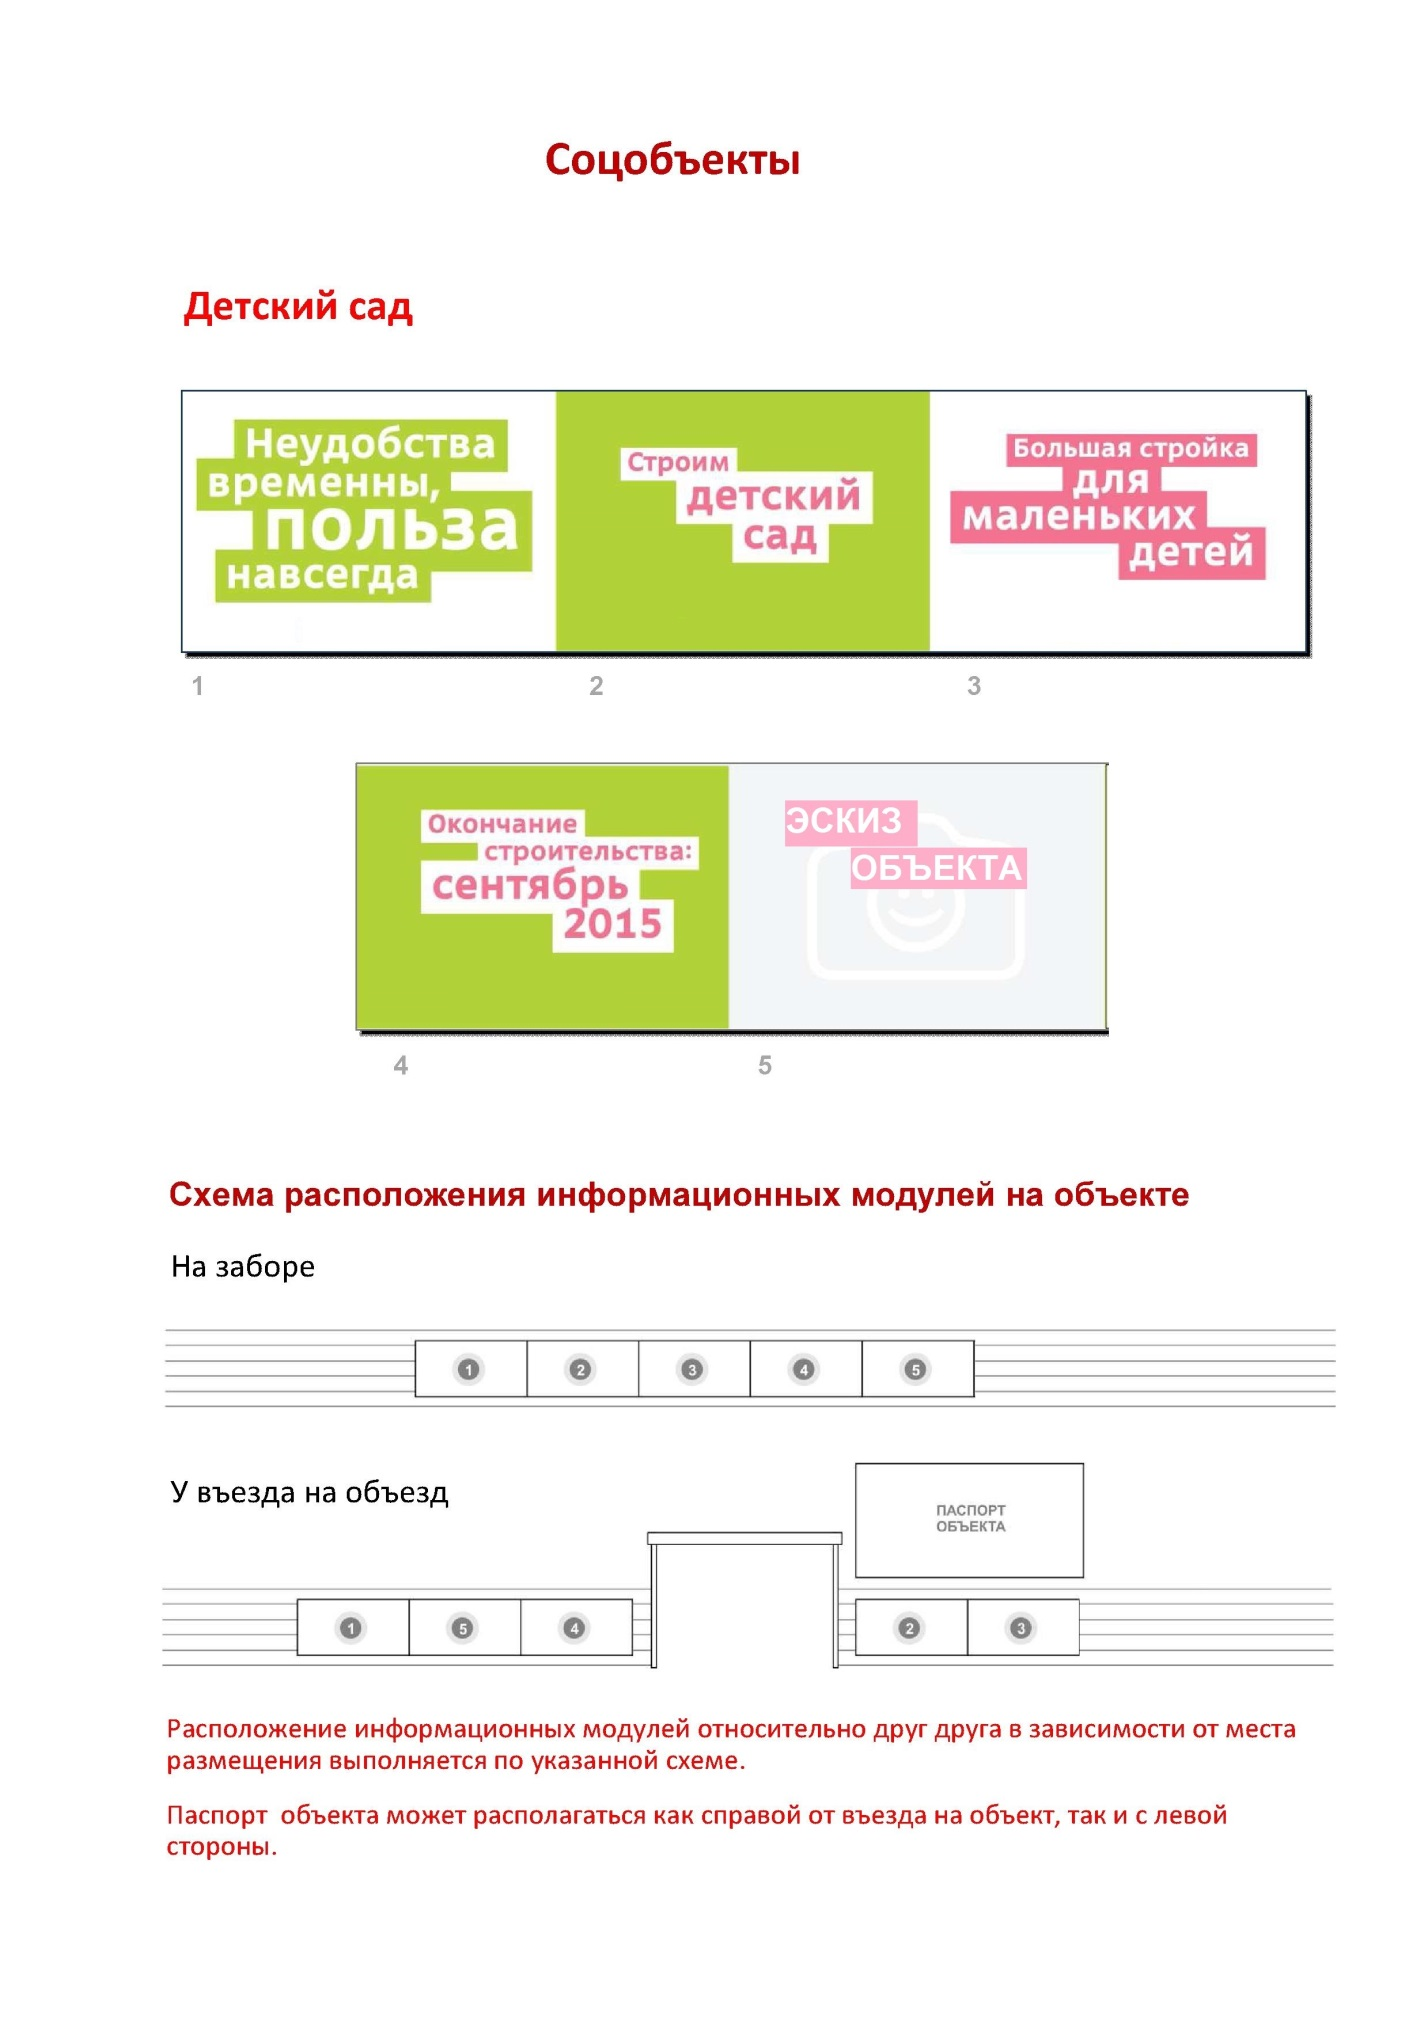 Соцобъекты
Детский сад
Неудобства
временны,
польза
навсегда
Строим
детский
сад
Большая стройка
для
маленьких
детей
1
2
3
Окончание
строительства:
сентябрь
2015
ЭСКИЗ
ОБЪЕКТА
4
5
Схема расположения информационных модулей на объекте
На заборе
1
2
3
4
5
У въезда на объезд
ПАСПОРТ
ОБЪЕКТА
1
5
4
2
3
Расположение информационных модулей относительно друг друга в зависимости от места
размещения выполняется по указанной схеме.
Паспорт  объекта может располагаться как справой от въезда на объект, так и с левой
стороны.